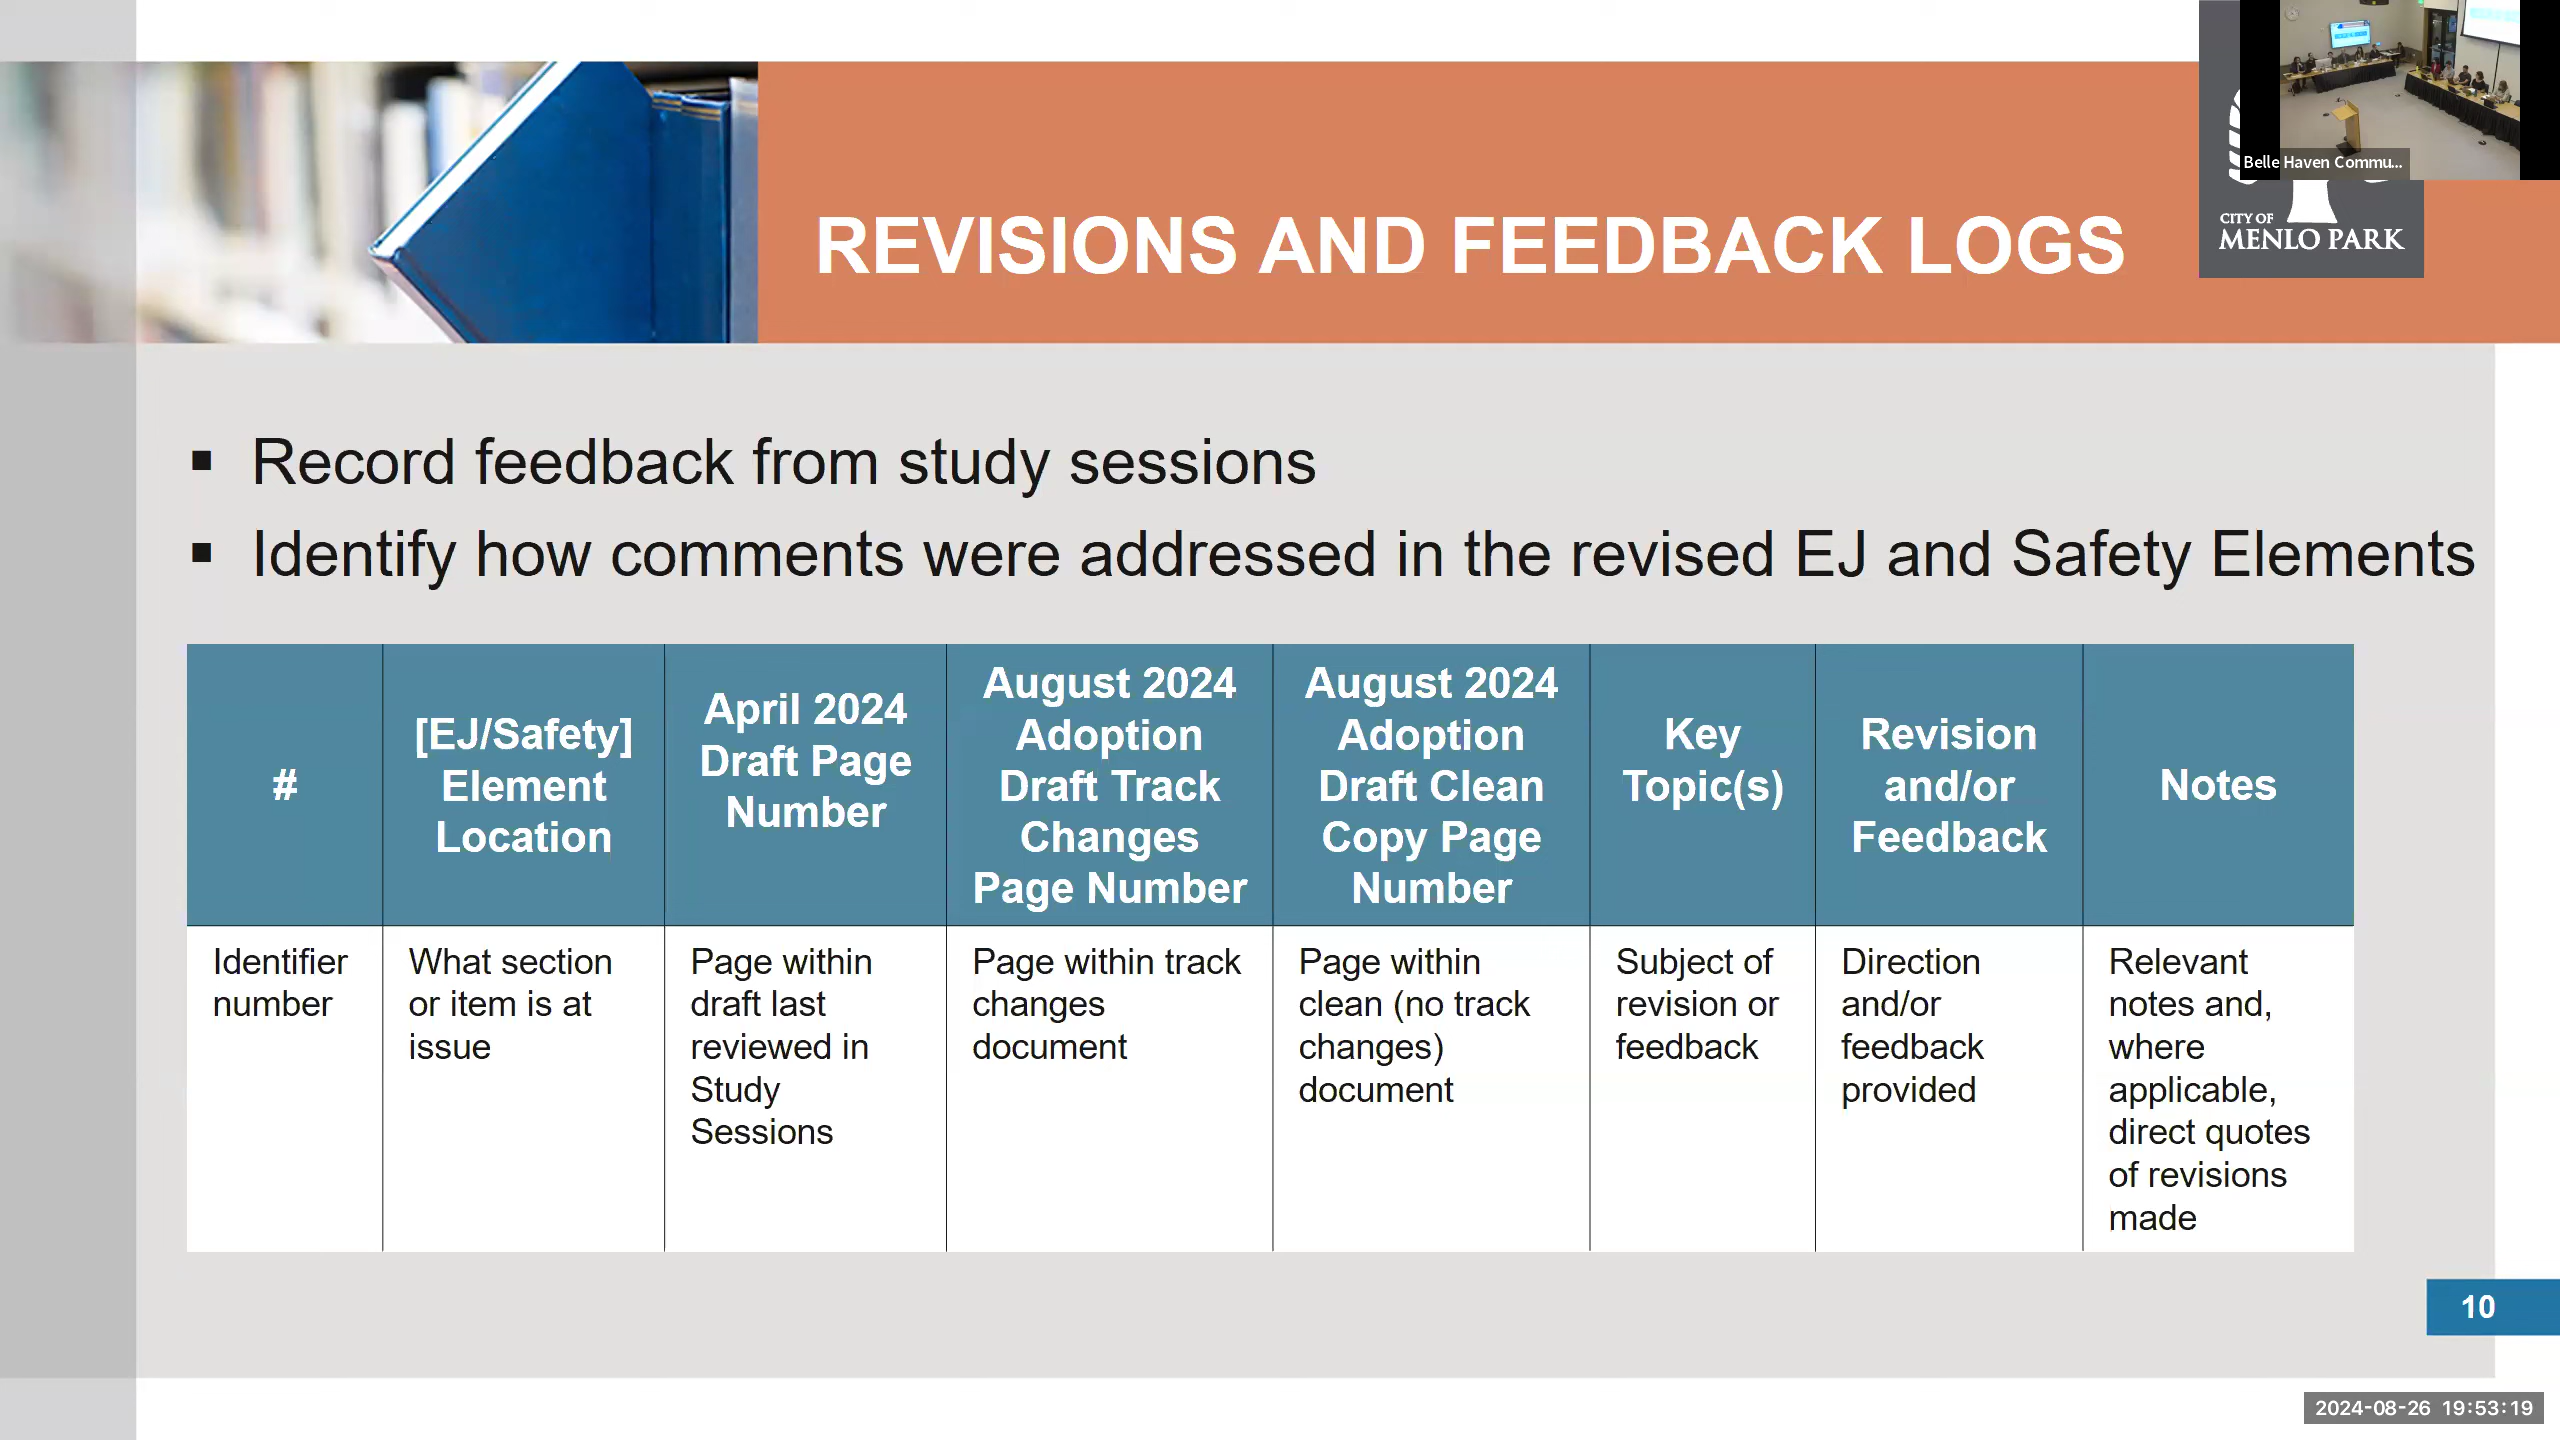 Belle Haven Commu...
CITY OF
MENLO PARK
REVISIONS AND FEEDBACK LOGS
▪ Record feedback from study sessions
▪ Identify how comments were addressed in the revised EJ and Safety Elements
#
[EJ/Safety]
Element
Location
April 2024
Draft Page
Number
August 2024
Adoption
Draft Track
Changes
Page Number
August 2024
Adoption
Draft Clean
Copy Page
Number
Key
Topic(s)
Revision
and/or
Feedback
Notes
Identifier
number
What section
or item is at
issue
Page within
draft last
reviewed in
Study
Sessions
Page within track
changes
document
Page within
clean (no track
changes)
document
Subject of
revision or
feedback
Direction
and/or
feedback
provided
Relevant
notes and,
where
applicable,
direct quotes
of revisions
made
10
2024-08-26 19:53:19